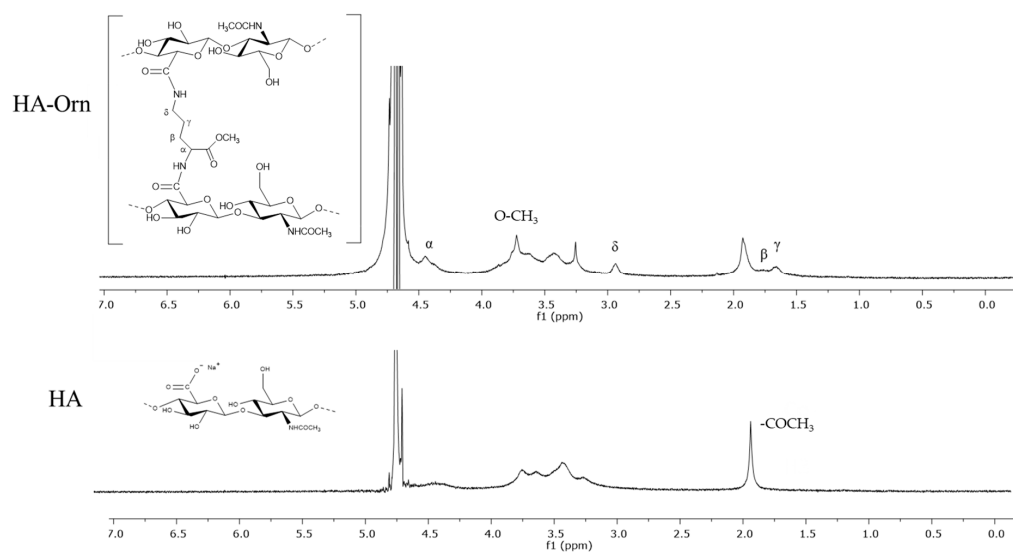 HA-Orn
HO
HO
O
O
O
H₃COCHN
HO
O
O
OH
O
NH
δ
γ
β
α
OCH₃
O
HN
O
OH
O
HO
HO
O
O
HO
O
NHCOCH₃
O
α
O-CH₃
δ
β
γ
7.0 6.5 6.0 5.5 5.0 4.5 4.0 3.5 3.0 2.5 2.0 1.5 1.0 0.5 0.0
f1 (ppm)
HA
O⁻ Na⁺
O
C
OH
O
HO
HO
O
O
HO
O
NHCOCH₃
O
-COCH₃
7.0 6.5 6.0 5.5 5.0 4.5 4.0 3.5 3.0 2.5 2.0 1.5 1.0 0.5 0.0
f1 (ppm)